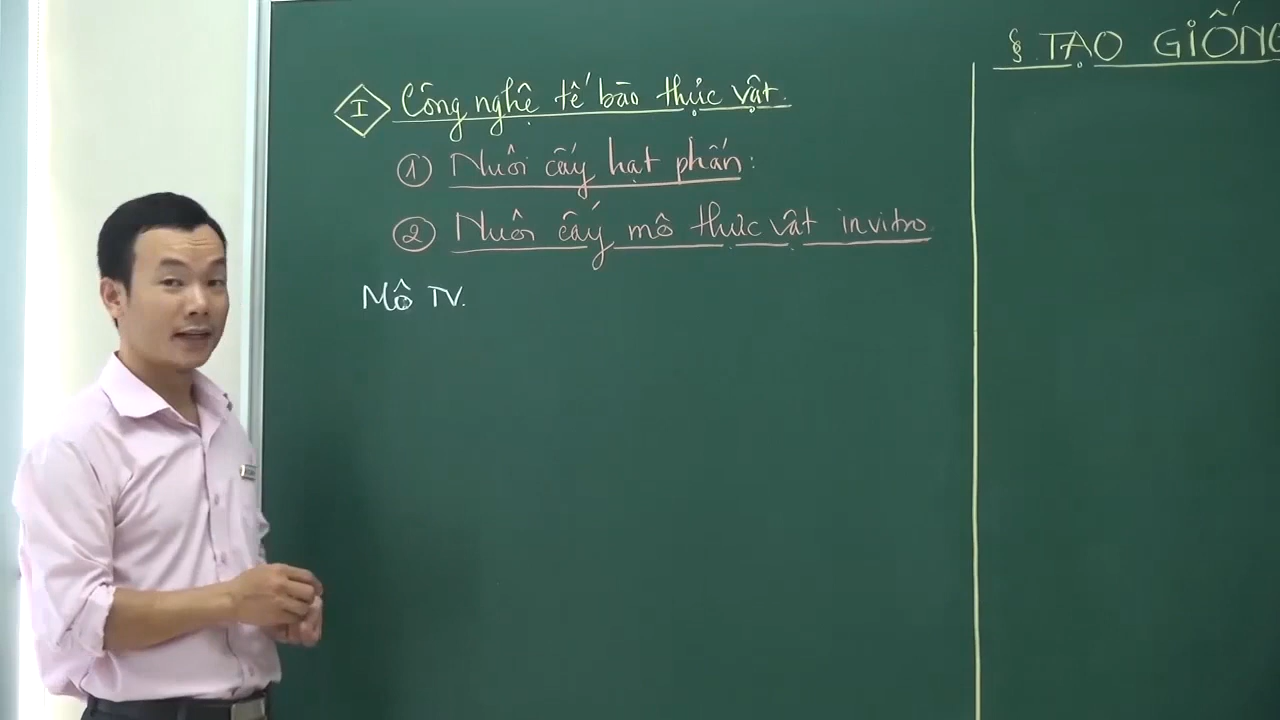 I Công nghệ tế bào thực vật.
① Nuôi cấy hạt phấn:
② Nuôi cấy mô thực vật invitro
Mô TV.
§ TẠO GIỐNG